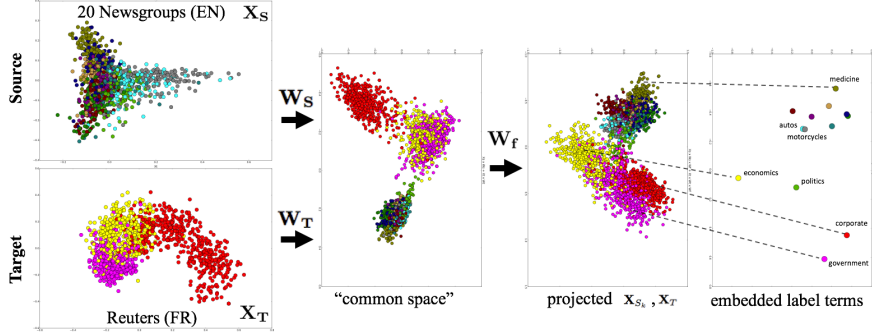 20 Newsgroups (EN) X_S
Source
W_S
W_f
medicine
autos
motorcycles
economics
politics
corporate
government
W_T
Target
Reuters (FR) X_T
"common space"
projected x_{S_k}, x_T
embedded label terms